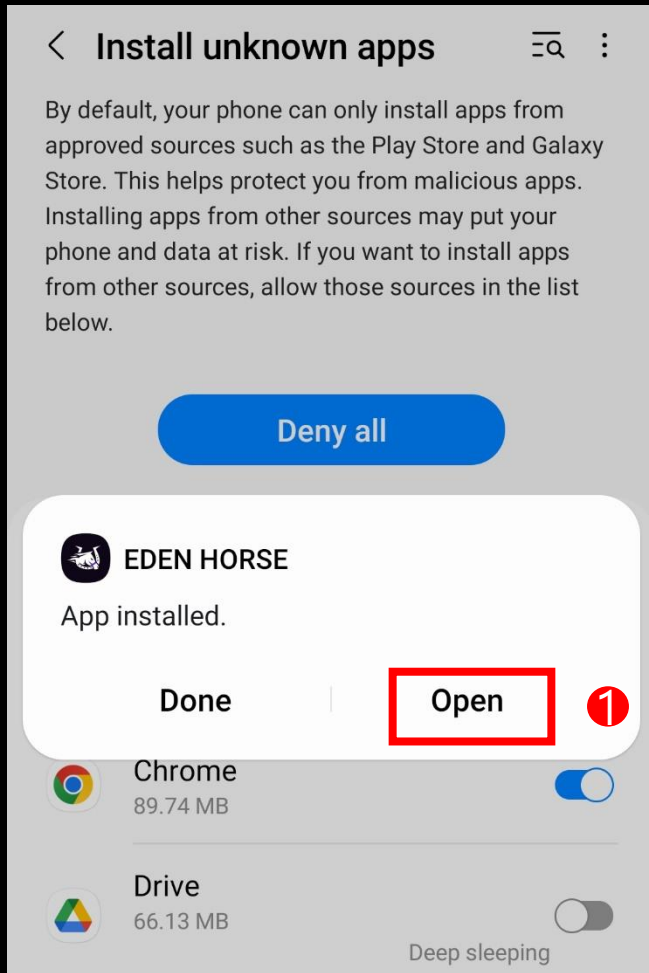 Install unknown apps
By default, your phone can only install apps from
approved sources such as the Play Store and Galaxy
Store. This helps protect you from malicious apps.
Installing apps from other sources may put your
phone and data at risk. If you want to install apps
from other sources, allow those sources in the list
below.
Deny all
EDEN HORSE
App installed.
Done
Open
1
Chrome
89.74 MB
Drive
66.13 MB
Deep sleeping